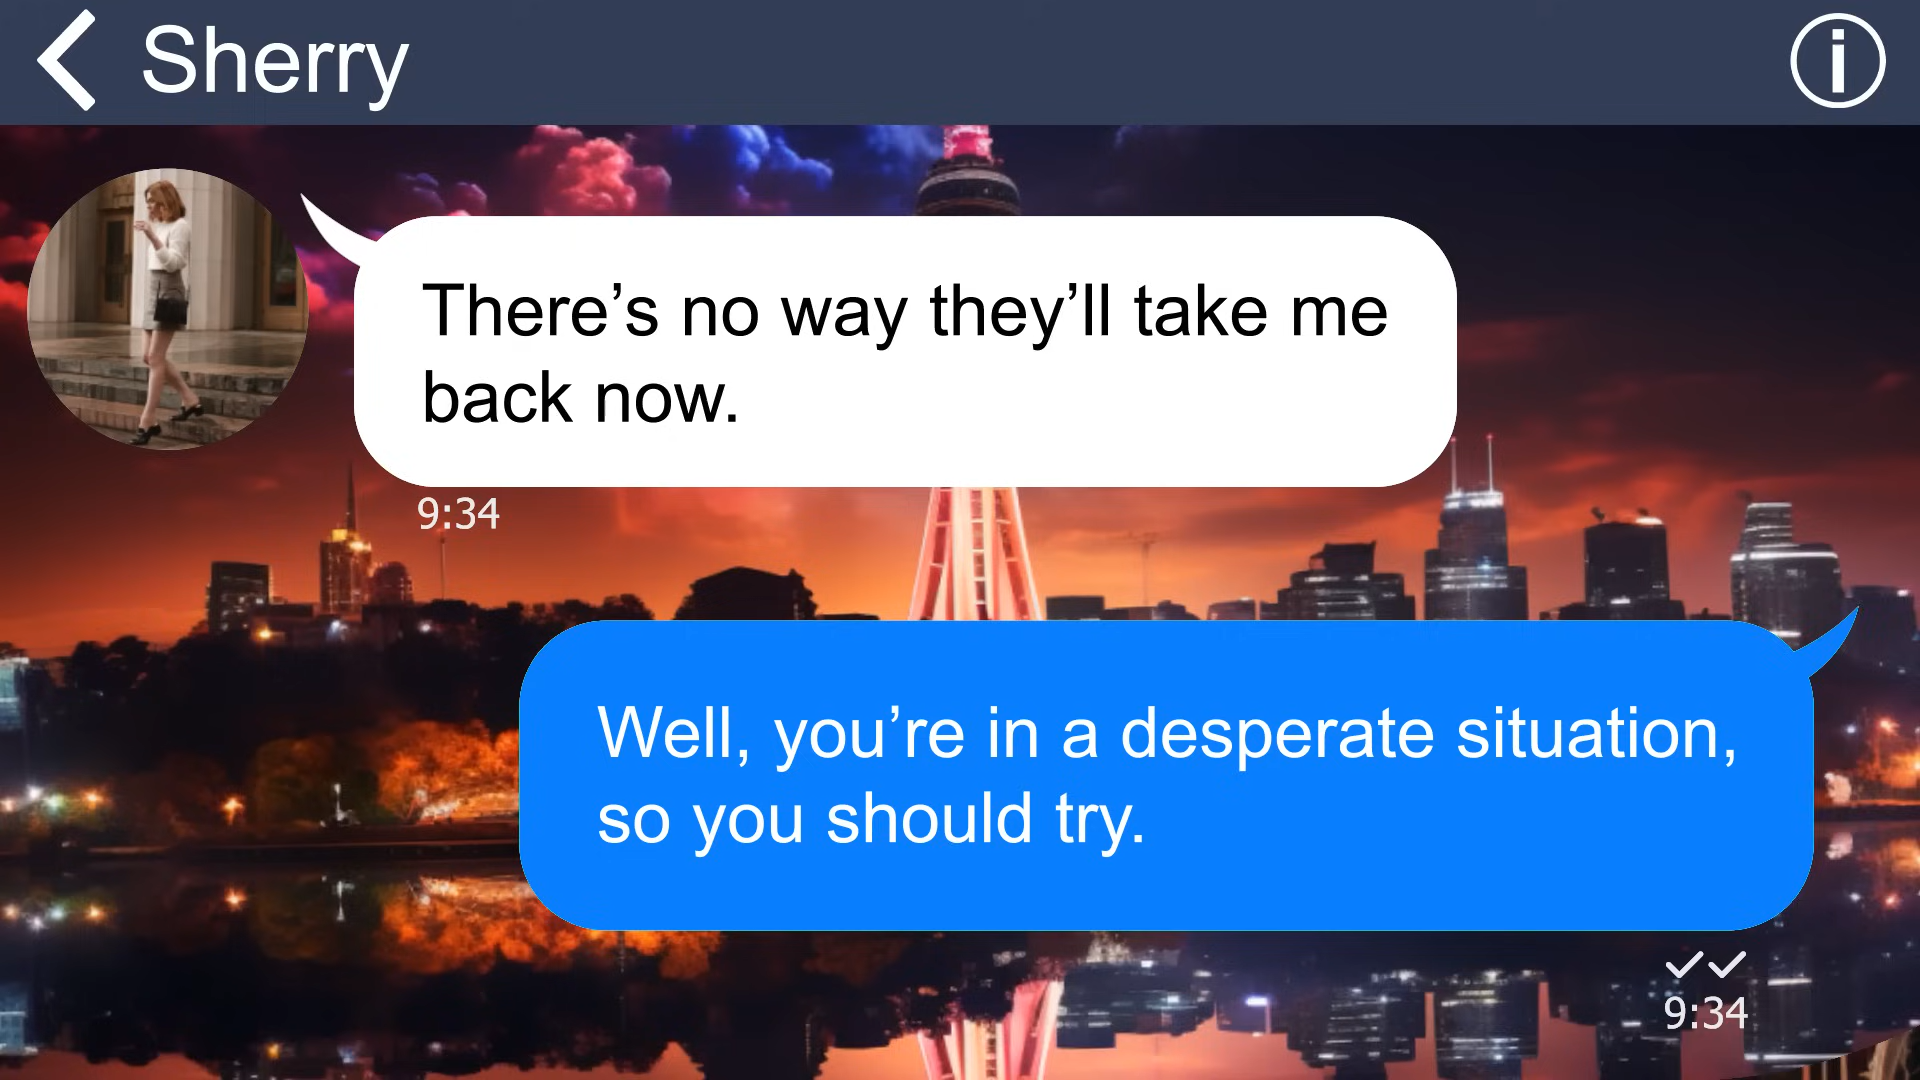 Sherry
There’s no way they’ll take me
back now.
9:34
Well, you’re in a desperate situation,
so you should try.
9:34